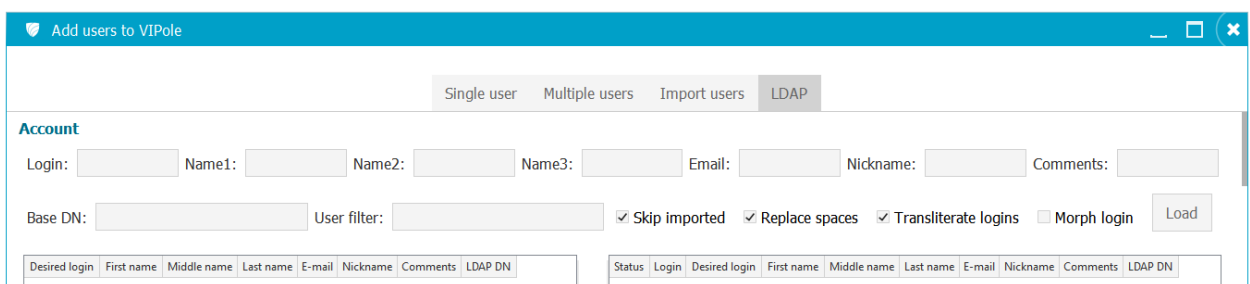 Add users to VIPole
Single user Multiple users Import users LDAP
Account
Login: Name1: Name2: Name3: Email: Nickname: Comments:
Base DN: User filter: Skip imported Replace spaces Transliterate logins Morph login Load
Desired login First name Middle name Last name E-mail Nickname Comments LDAP DN Status Login Desired login First name Middle name Last name E-mail Nickname Comments LDAP DN